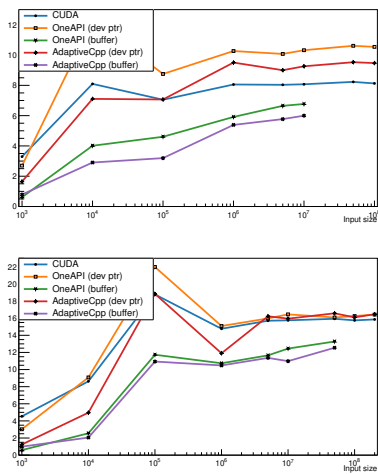 12
10
8
6
4
2
0
CUDA
OneAPI (dev ptr)
OneAPI (buffer)
AdaptiveCpp (dev ptr)
AdaptiveCpp (buffer)
10³ 10⁴ 10⁵ 10⁶ 10⁷ 10⁸
Input size
22
20
18
16
14
12
10
8
6
4
2
0
CUDA
OneAPI (dev ptr)
OneAPI (buffer)
AdaptiveCpp (dev ptr)
AdaptiveCpp (buffer)
10³ 10⁴ 10⁵ 10⁶ 10⁷ 10⁸
Input size